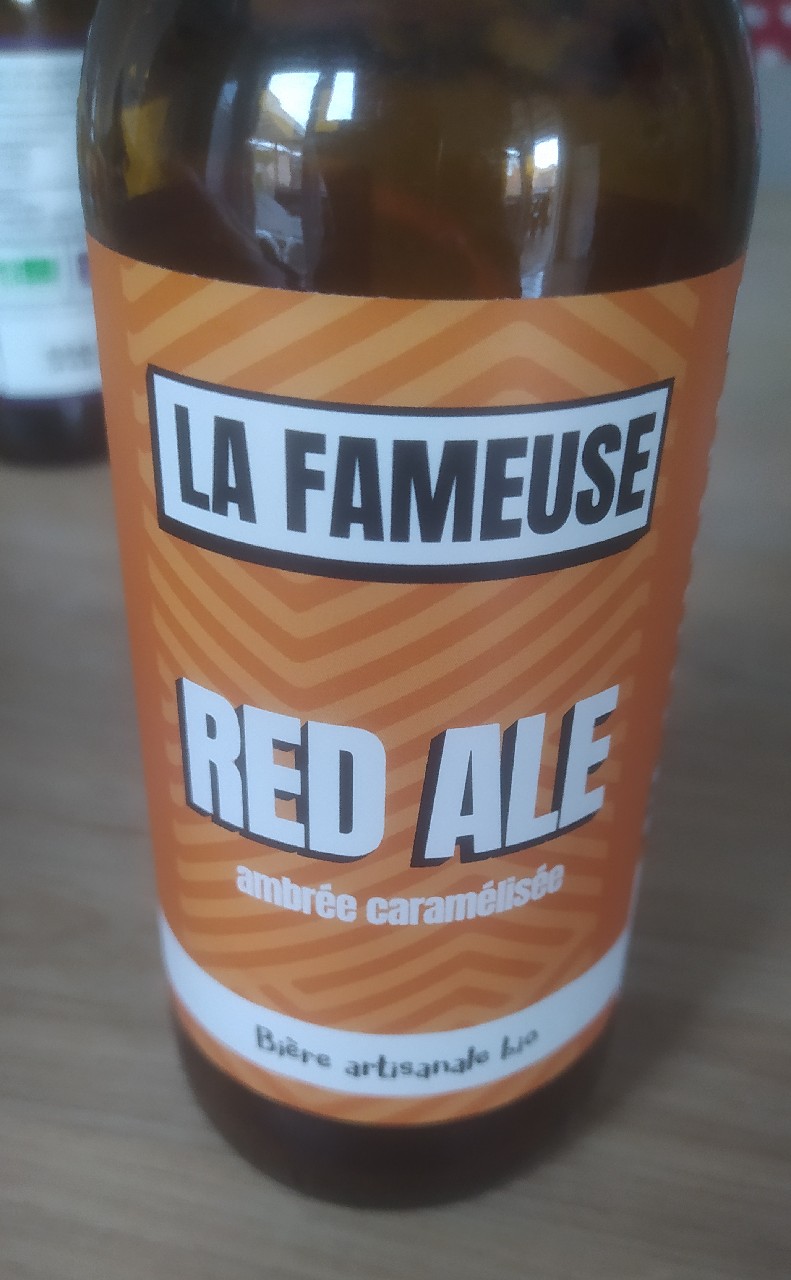 LA FAMEUSE
RED ALE
ambrée caramélisée
Bière artisanale bio